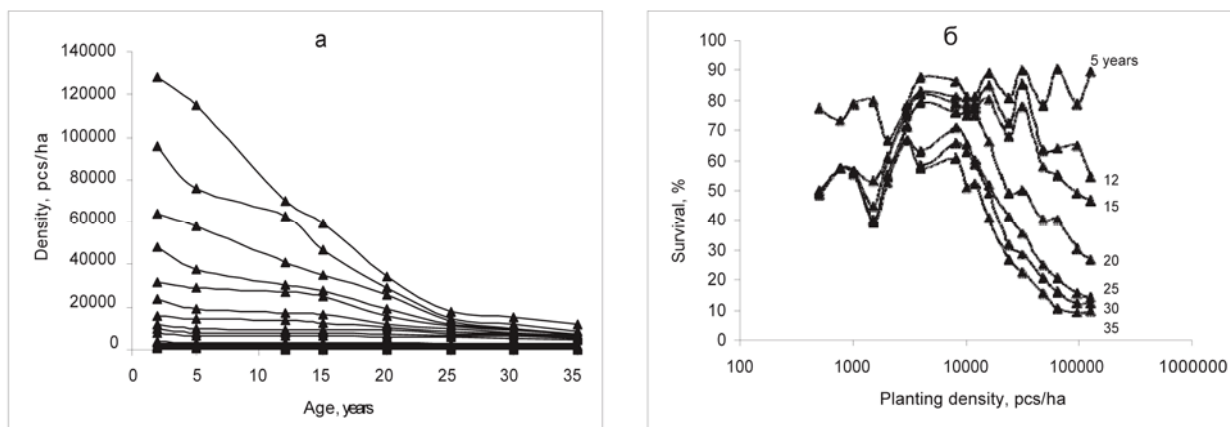 а
140000
120000
100000
80000
60000
40000
20000
0
Density, pcs/ha
0 5 10 15 20 25 30 35
Age, years
б
100
90
80
70
60
50
40
30
20
10
0
Survival, %
5 years
12
15
20
25
30
35
100 1000 10000 100000 1000000
Planting density, pcs/ha